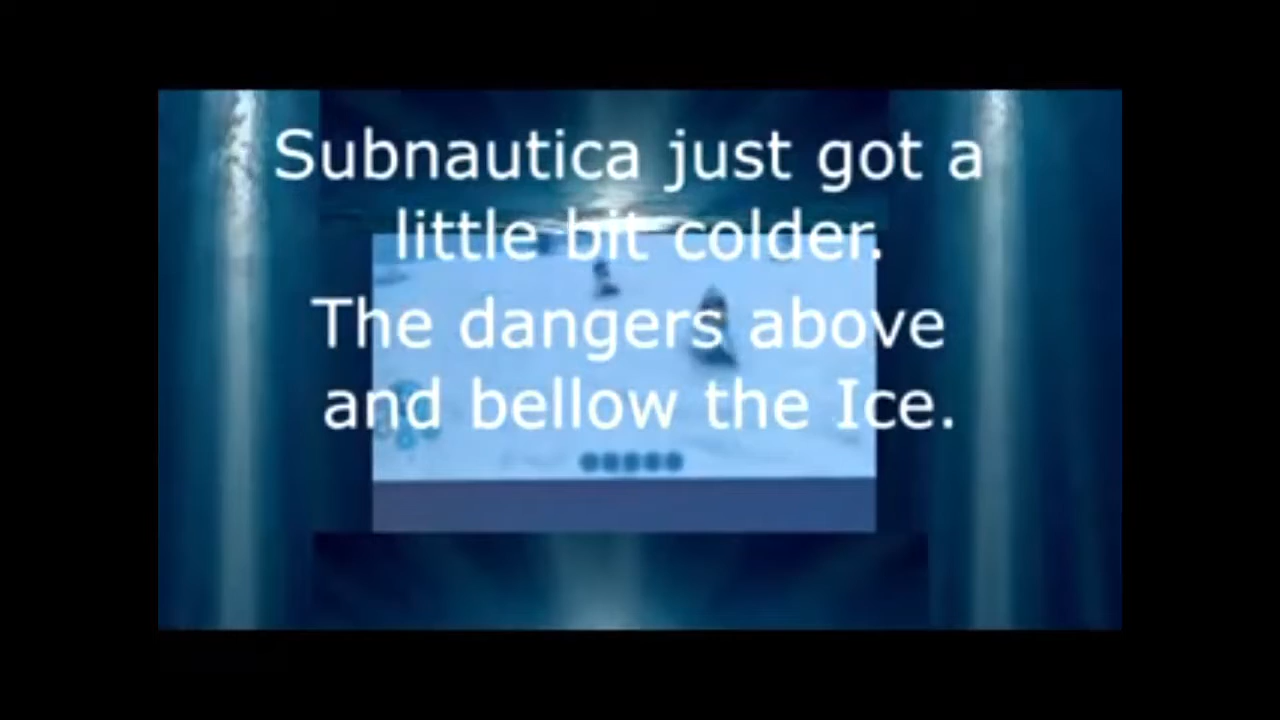 Subnautica just got a
little bit colder.
The dangers above
and bellow the Ice.